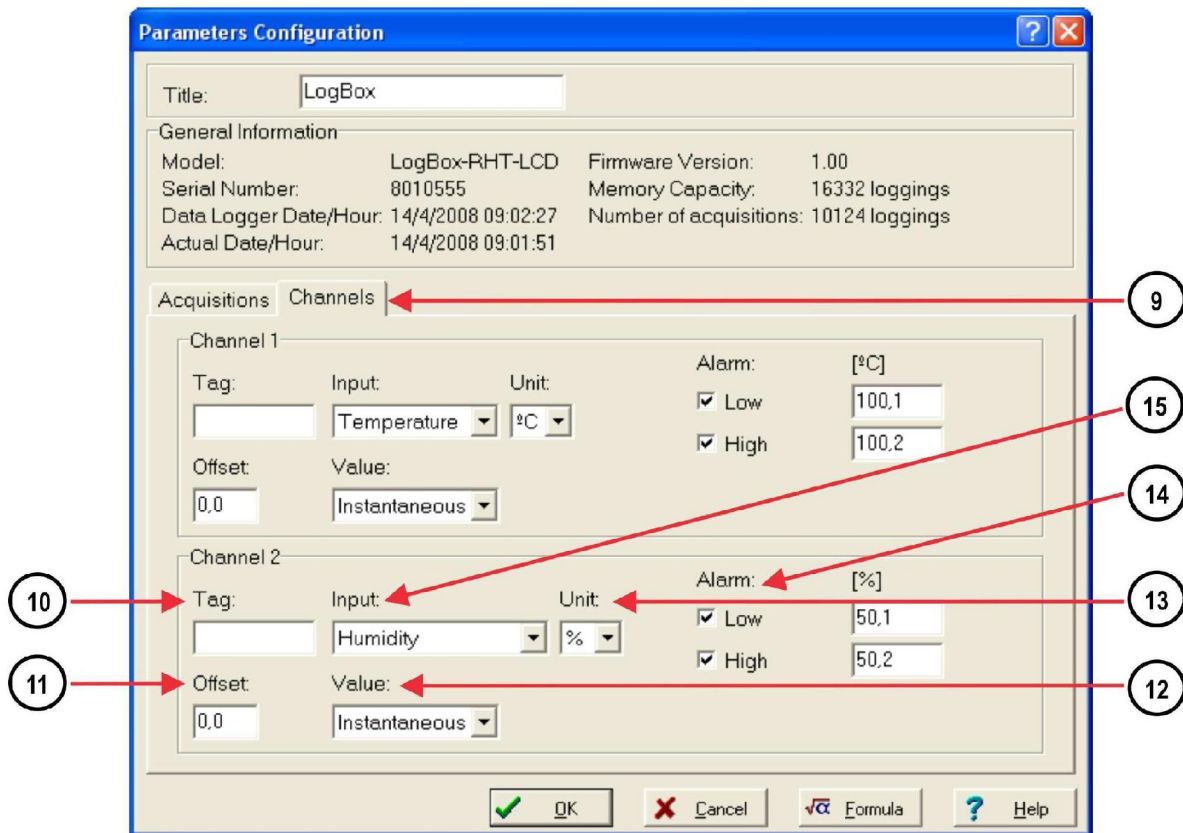 Parameters Configuration
Title: LogBox
General Information
Model: LogBox-RHT-LCD Firmware Version: 1.00
Serial Number: 8010555 Memory Capacity: 16332 loggings
Data Logger Date/Hour: 14/4/2008 09:02:27 Number of acquisitions: 10124 loggings
Actual Date/Hour: 14/4/2008 09:01:51
Acquisitions Channels 9
Channel 1
Alarm: [ºC]
Tag: Input: Unit:
Low 100,1 15
Temperature ºC
High 100,2
Offset: Value:
14
0,0 Instantaneous
Channel 2
Alarm: [%]
10 Tag: Input: Unit: 13
Low 50,1
Humidity %
High 50,2
11 Offset: Value: 12
0,0 Instantaneous
OK Cancel √α Formula ? Help